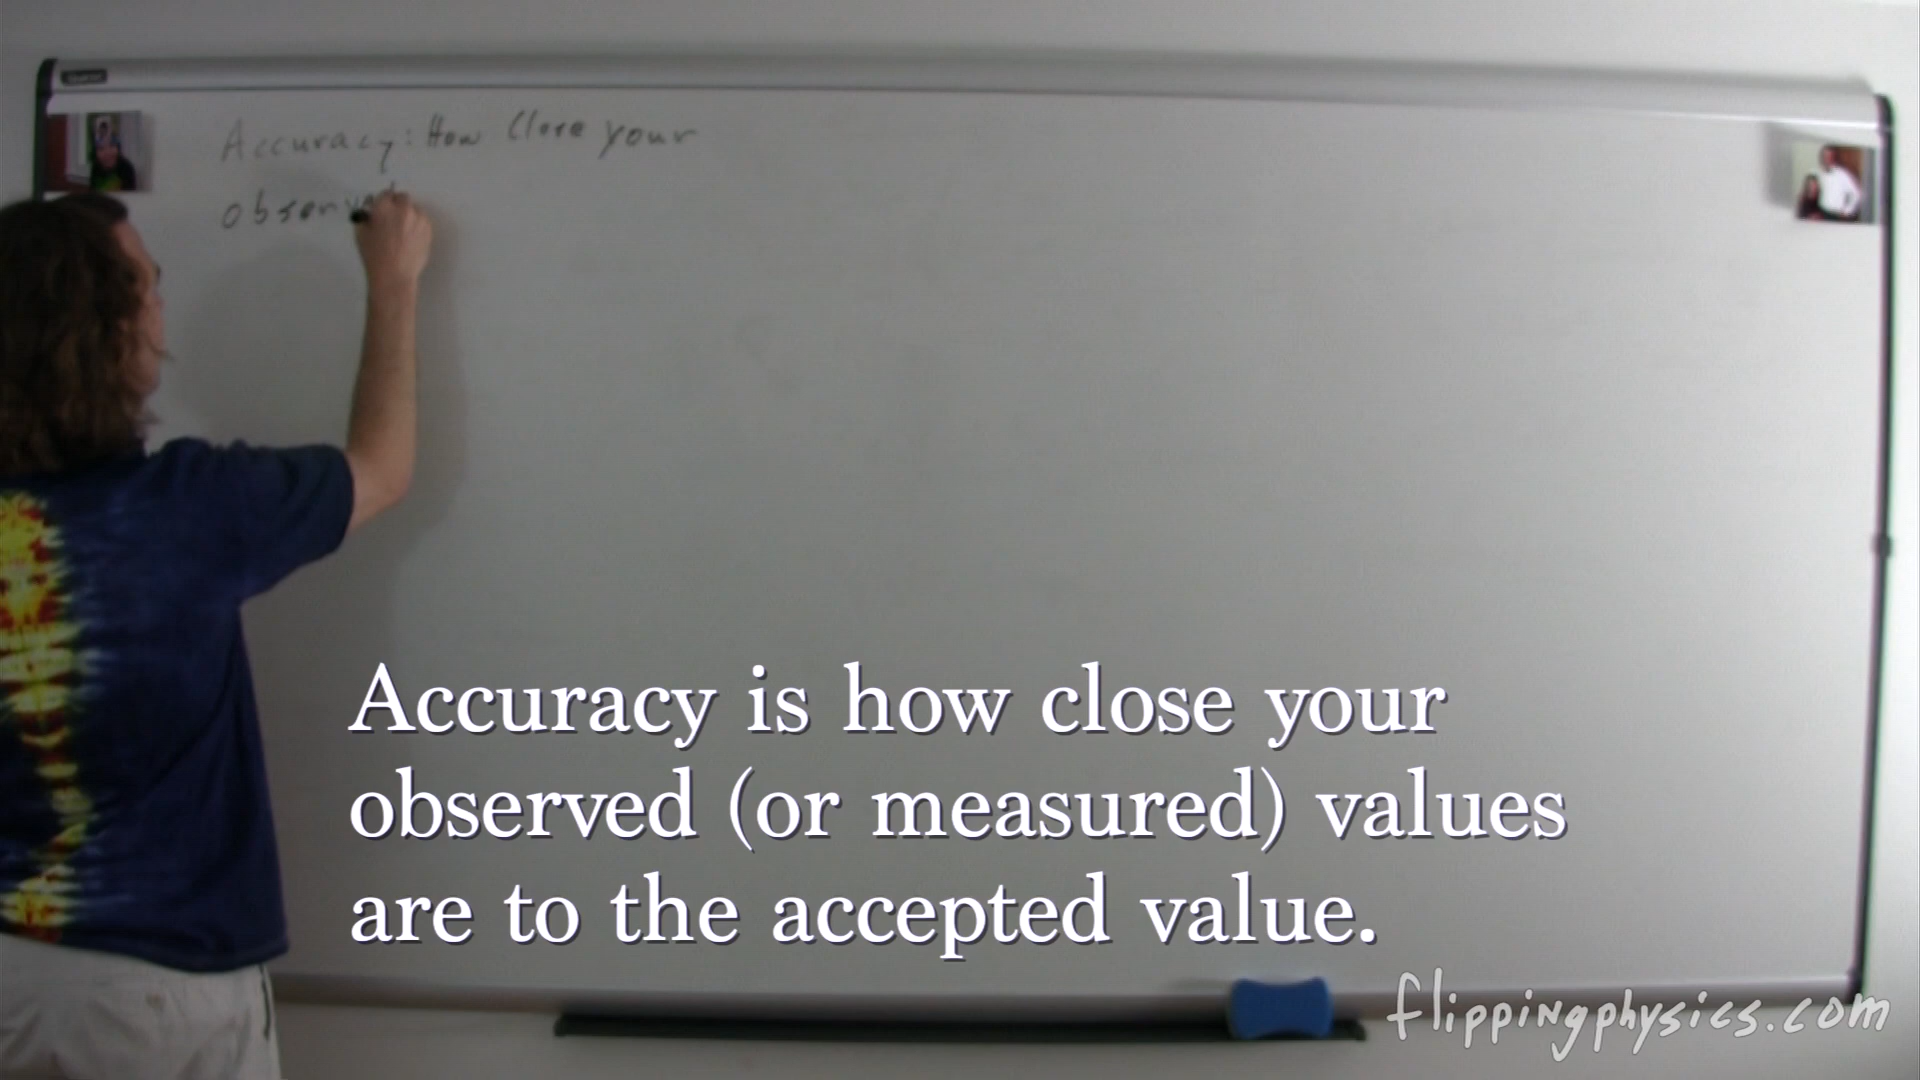 Accuracy: How Close your
observed
Accuracy is how close your
observed (or measured) values
are to the accepted value.
flippingphysics.com